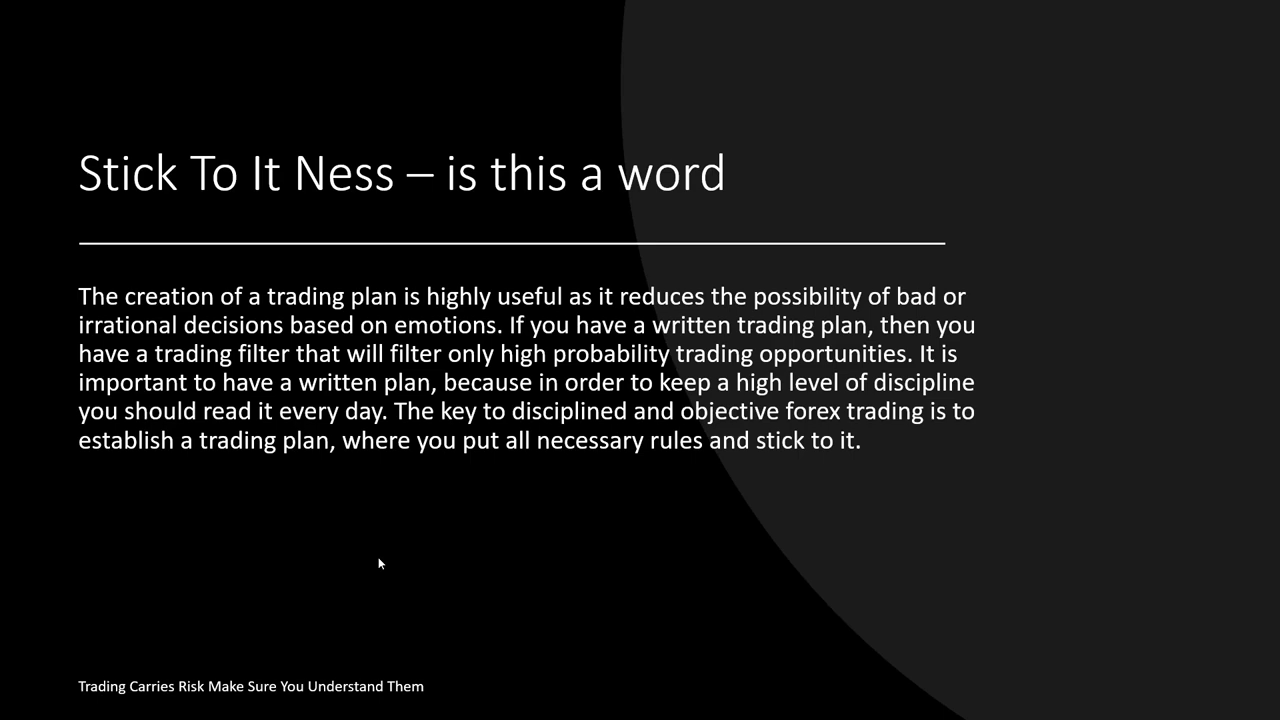 Stick To It Ness – is this a word
The creation of a trading plan is highly useful as it reduces the possibility of bad or
irrational decisions based on emotions. If you have a written trading plan, then you
have a trading filter that will filter only high probability trading opportunities. It is
important to have a written plan, because in order to keep a high level of discipline
you should read it every day. The key to disciplined and objective forex trading is to
establish a trading plan, where you put all necessary rules and stick to it.
Trading Carries Risk Make Sure You Understand Them